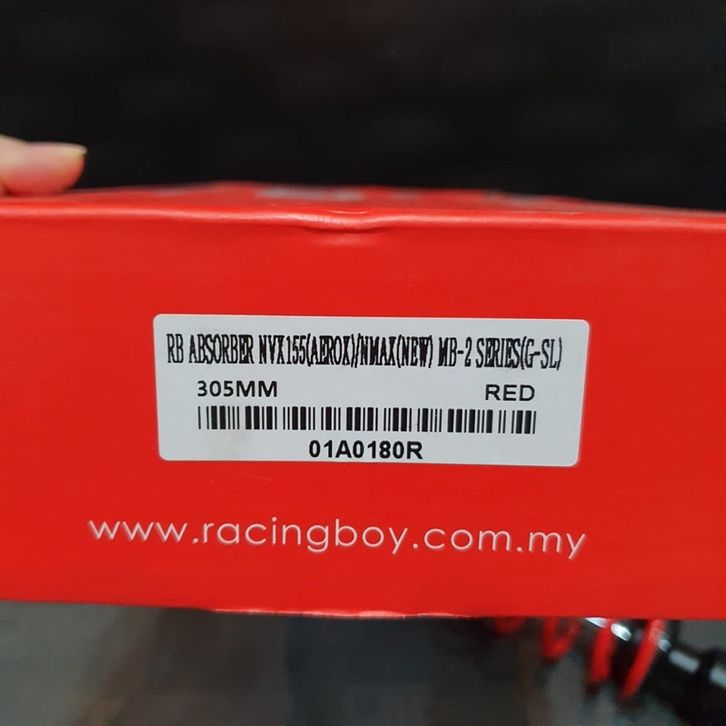 RB ABSORBER NVX155(AEROX)/NMAX(NEW) MB-2 SERIES(G-SL)
305MM RED
01A0180R
www.racingboy.com.my